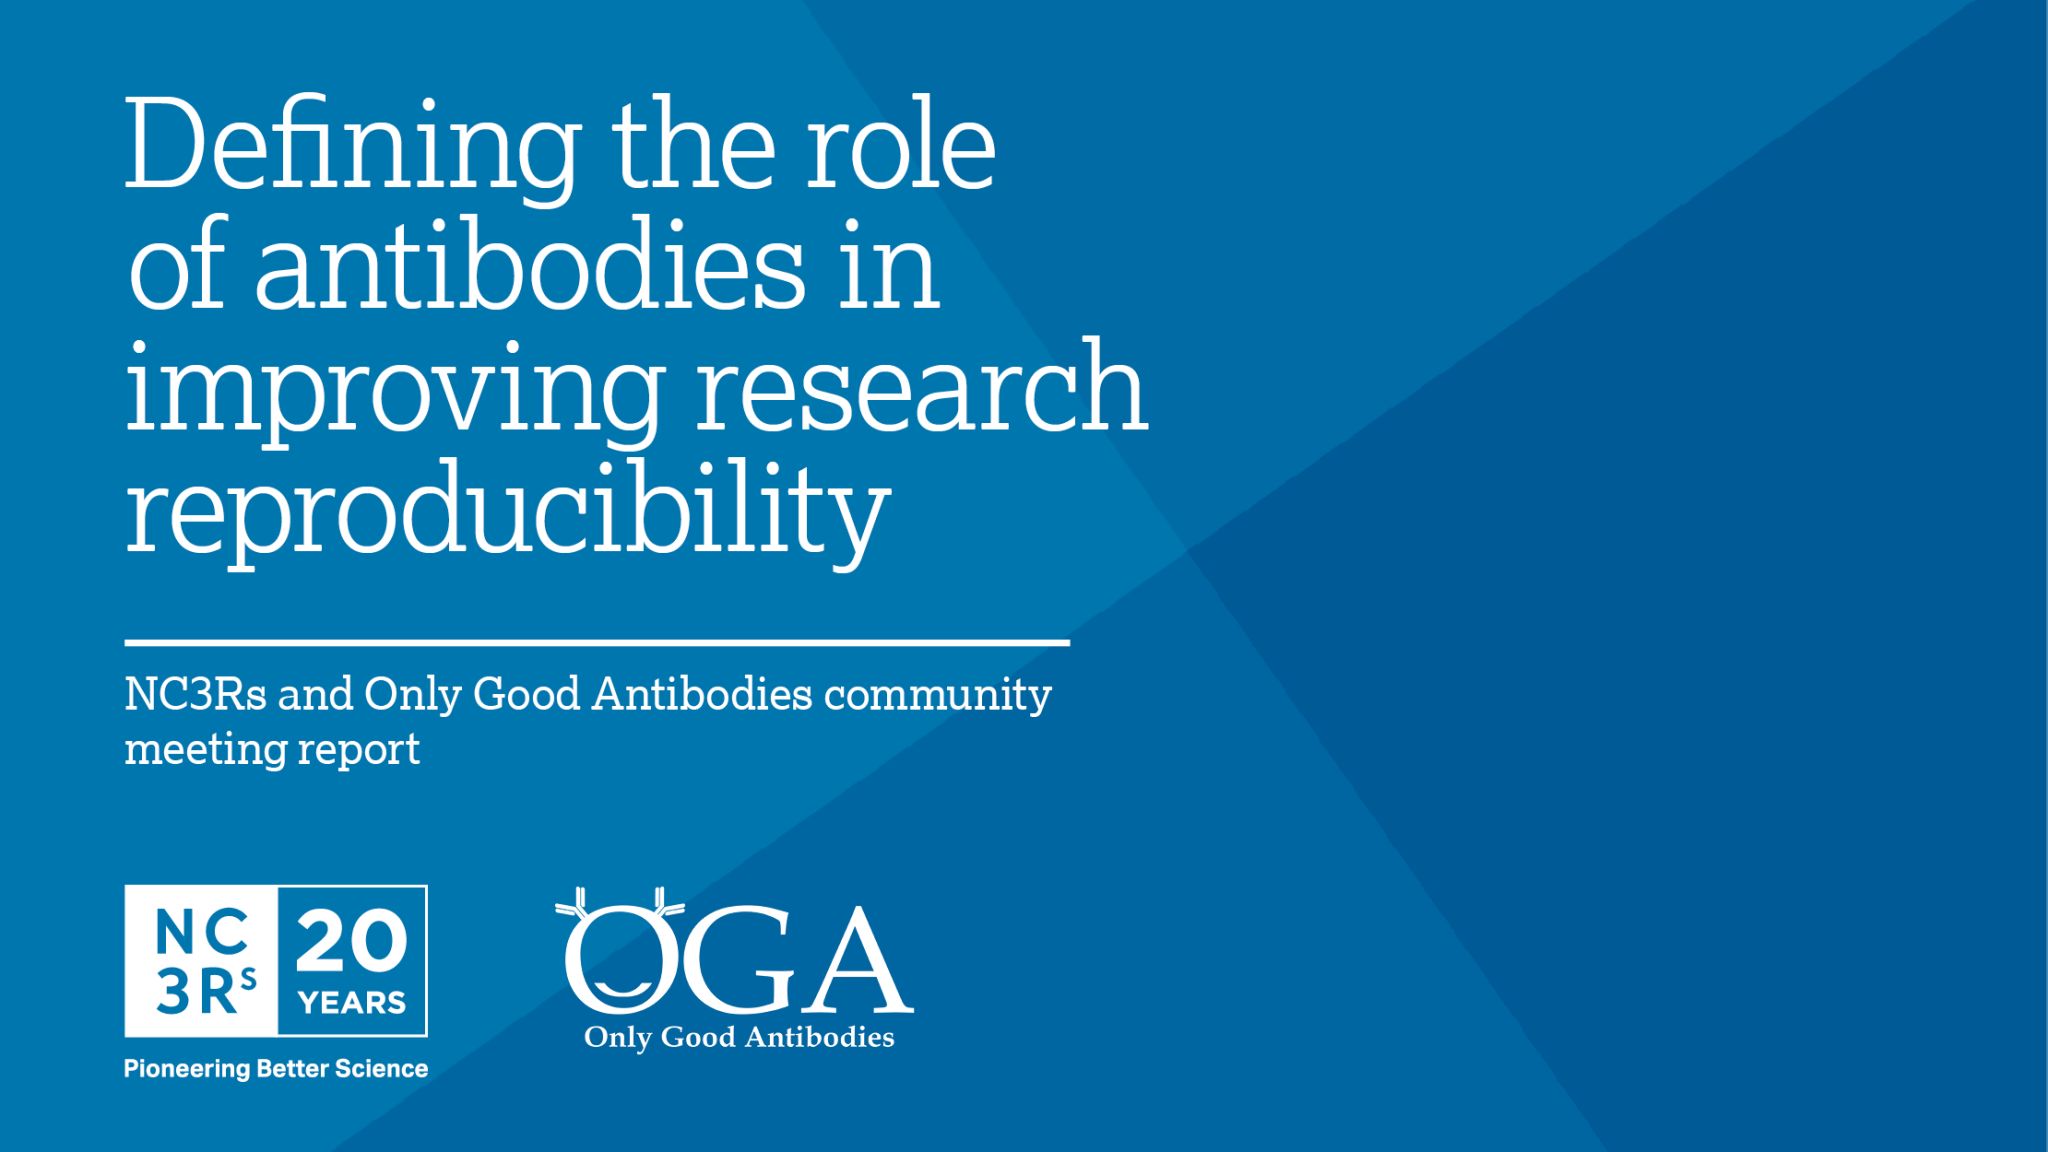 Defining the role
of antibodies in
improving research
reproducibility
NC3Rs and Only Good Antibodies community
meeting report
NC
3Rs
20
YEARS
Pioneering Better Science
OGA
Only Good Antibodies